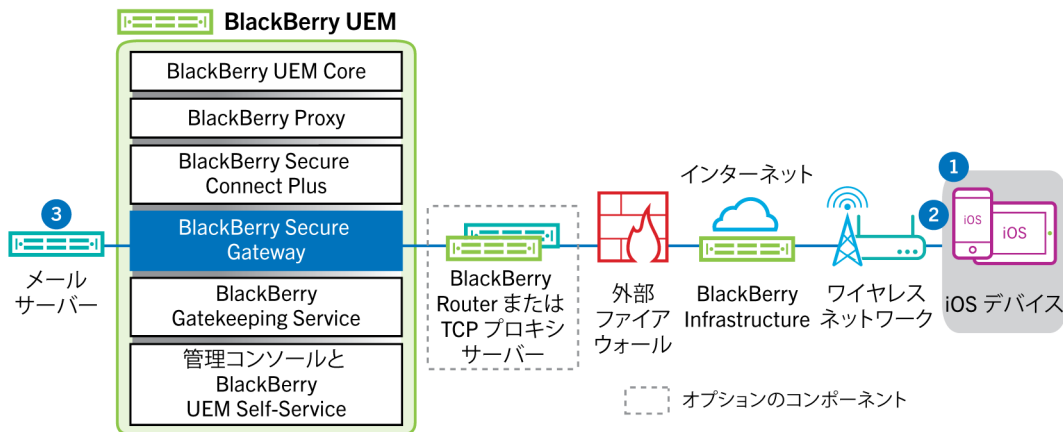 BlackBerry UEM
BlackBerry UEM Core
BlackBerry Proxy
BlackBerry Secure
Connect Plus
BlackBerry Secure
Gateway
BlackBerry
Gatekeeping Service
管理コンソールと
BlackBerry
UEM Self-Service
3
メール
サーバー
BlackBerry
Router または
TCP プロキシ
サーバー
外部
ファイア
ウォール
インターネット
BlackBerry
Infrastructure
ワイヤレス
ネットワーク
2
1
iOS
iOS
iOS デバイス
オプションのコンポーネント